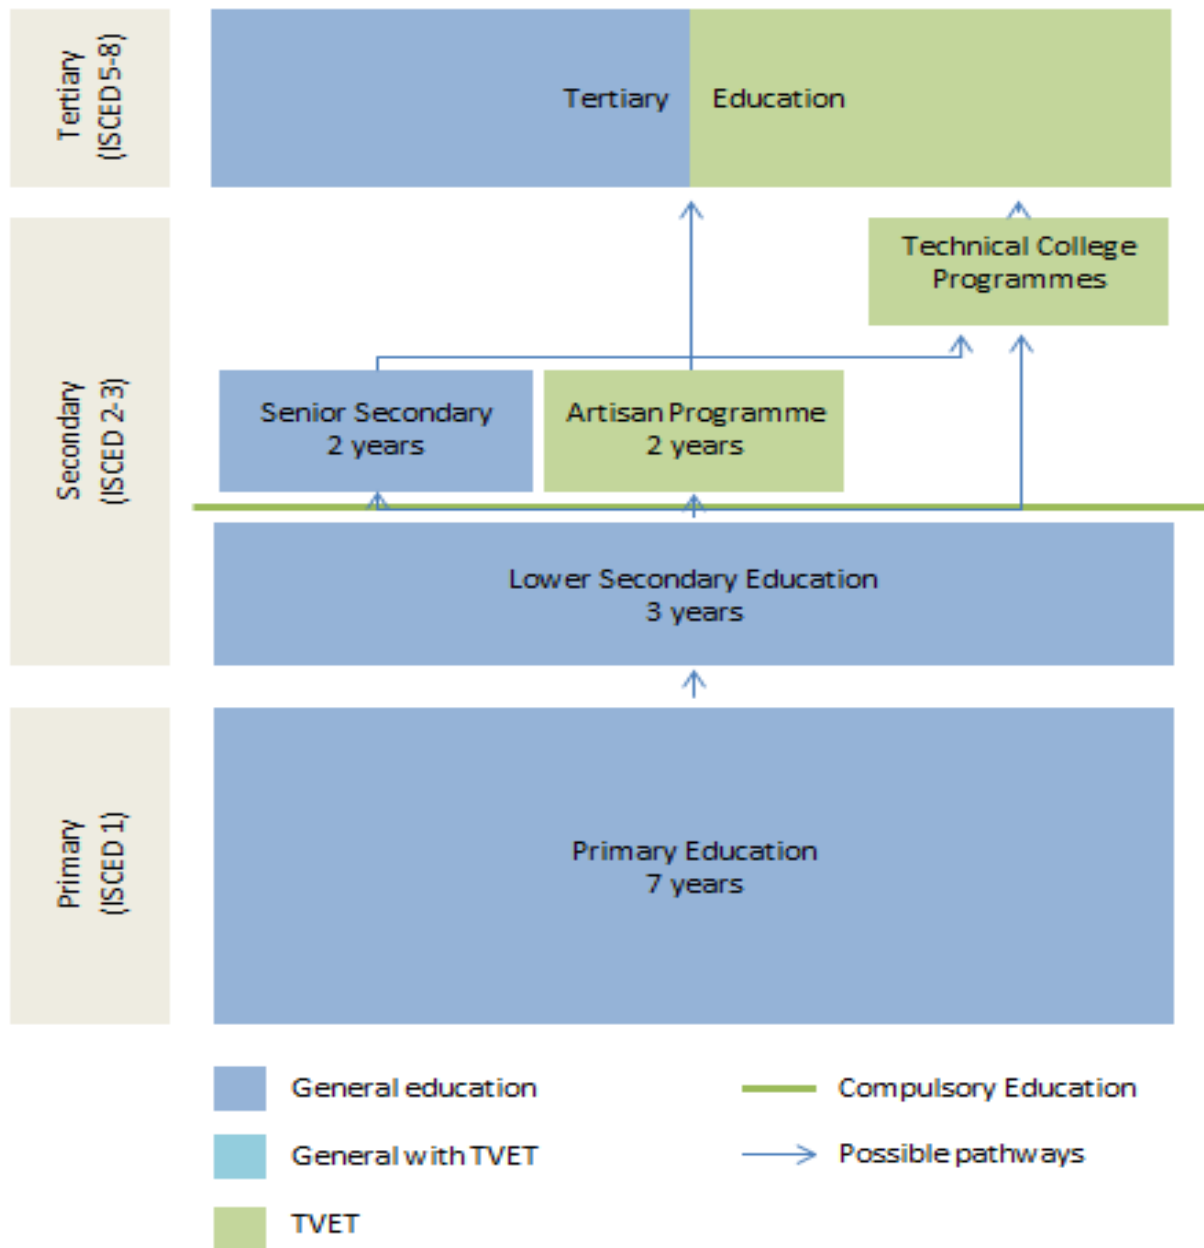 Tertiary
(ISCED 5-8)
Tertiary Education
Secondary
(ISCED 2-3)
Technical College
Programmes
Senior Secondary
2 years
Artisan Programme
2 years
Lower Secondary Education
3 years
Primary
(ISCED 1)
Primary Education
7 years
General education
Compulsory Education
General with TVET
Possible pathways
TVET